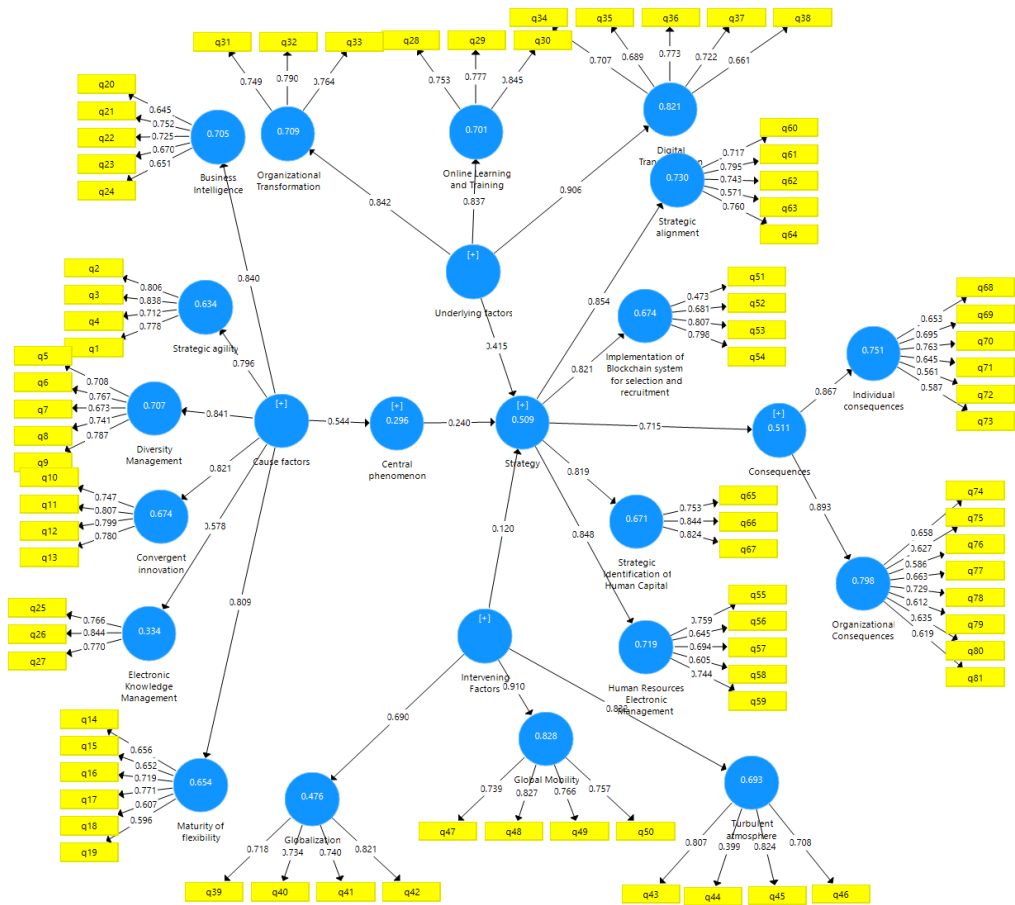 q34
q35
q36
q37
q38
q31
q32
q33
q28
q29
q30
0.707
0.689
0.773
0.722
0.661
0.749
0.790
0.764
0.753
0.777
0.845
q20
q21
q22
q23
q24
0.645
0.752
0.725
0.670
0.651
0.705
Business
Intelligence
0.709
Organizational
Transformation
0.701
Online Learning
and Training
0.821
Digital
0.730
Strategic
alignment
q60
q61
q62
q63
q64
0.717
0.795
0.743
0.571
0.760
0.842
0.837
0.906
0.840
[+]
Underlying factors
0.415
0.854
q2
q3
q4
q1
0.806
0.838
0.712
0.778
0.634
Strategic agility
0.796
q51
q52
q53
q54
0.473
0.681
0.807
0.798
0.674
Implementation of
Blockchain system
for selection and
recruitment
0.821
q68
q69
q70
q71
q72
q73
0.653
0.695
0.763
0.645
0.561
0.587
0.751
Individual
consequences
0.867
q5
q6
q7
q8
q9
0.708
0.767
0.673
0.741
0.787
0.707
Diversity
Management
0.841
[+]
Cause factors
0.544
[+]
0.296
Central
phenomenon
0.240
[+]
0.509
Strategy
0.715
[+]
0.511
Consequences
0.893
q10
q11
q12
q13
0.747
0.807
0.799
0.780
0.674
Convergent
innovation
0.821
0.578
0.809
0.819
0.848
0.120
q65
q66
q67
0.753
0.844
0.824
0.671
Strategic
Identification of
Human Capital
q74
q75
q76
q77
q78
q79
q80
q81
0.658
0.627
0.586
0.663
0.729
0.612
0.635
0.619
0.798
Organizational
Consequences
q25
q26
q27
0.766
0.844
0.770
0.334
Electronic
Knowledge
Management
q55
q56
q57
q58
q59
0.759
0.645
0.694
0.605
0.744
0.719
Human Resources
Electronic
Management
[+]
Intervening
Factors
0.690
0.910
q14
q15
q16
q17
q18
q19
0.656
0.652
0.719
0.771
0.607
0.596
0.654
Maturity of
flexibility
0.476
Globalization
0.718
0.734
0.740
0.821
q39
q40
q41
q42
0.828
Global Mobility
0.739
0.827
0.766
0.757
q47
q48
q49
q50
0.693
Turbulent
atmosphere
0.807
0.399
0.824
0.708
q43
q44
q45
q46